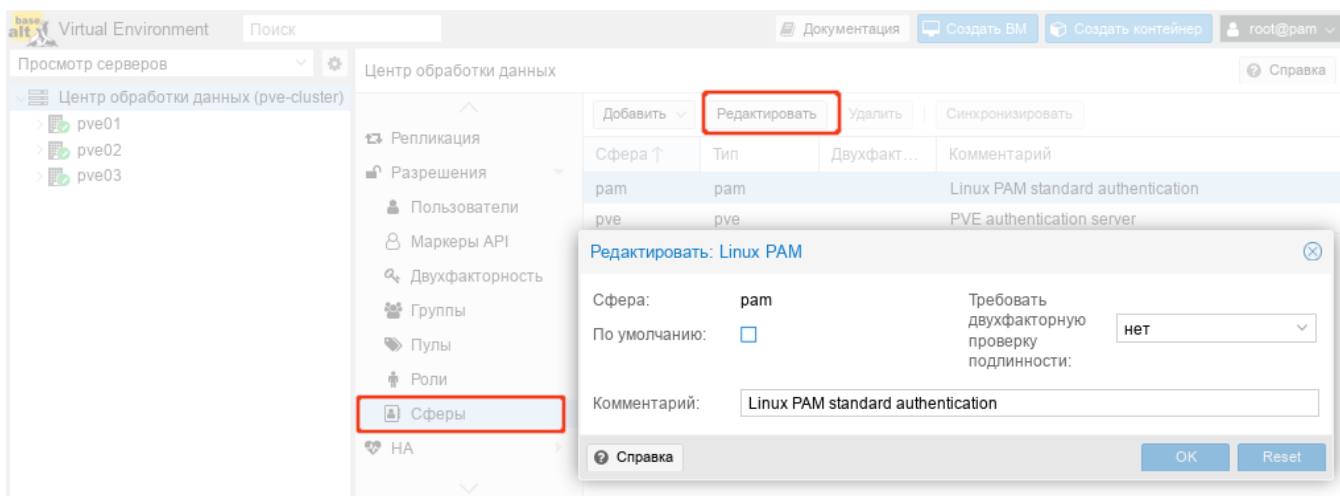 base
alt Virtual Environment Поиск Документация Создать ВМ Создать контейнер root@pam
Просмотр серверов
Центр обработки данных
Справка
Центр обработки данных (pve-cluster)
pve01
pve02
pve03
Репликация
Разрешения
Пользователи
Маркеры API
Двухфакторность
Группы
Пулы
Роли
Сферы
HA
Добавить Редактировать Удалить Синхронизировать
Сфера Тип Двухфакт... Комментарий
pam pam Linux PAM standard authentication
pve pve PVE authentication server
Редактировать: Linux PAM
Сфера: pam
По умолчанию:
Требовать
двухфакторную
проверку
подлинности:
нет
Комментарий: Linux PAM standard authentication
Справка OK Reset